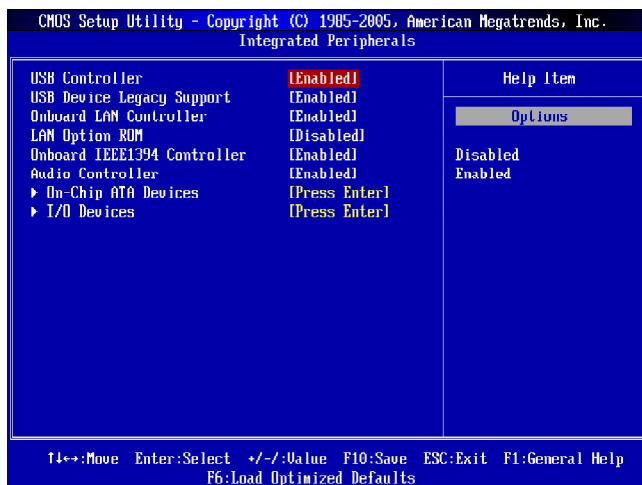 CMOS Setup Utility - Copyright (C) 1985-2005, American Megatrends, Inc.
Integrated Peripherals
USB Controller [Enabled]
USB Device Legacy Support [Enabled]
Onboard LAN Controller [Enabled]
LAN Option ROM [Disabled]
Onboard IEEE1394 Controller [Enabled]
Audio Controller [Enabled]
▶ On-Chip ATA Devices [Press Enter]
▶ I/O Devices [Press Enter]
Help Item
Options
Disabled
Enabled
↑↓←→:Move Enter:Select +/-/:Value F10:Save ESC:Exit F1:General Help
F6:Load Optimized Defaults